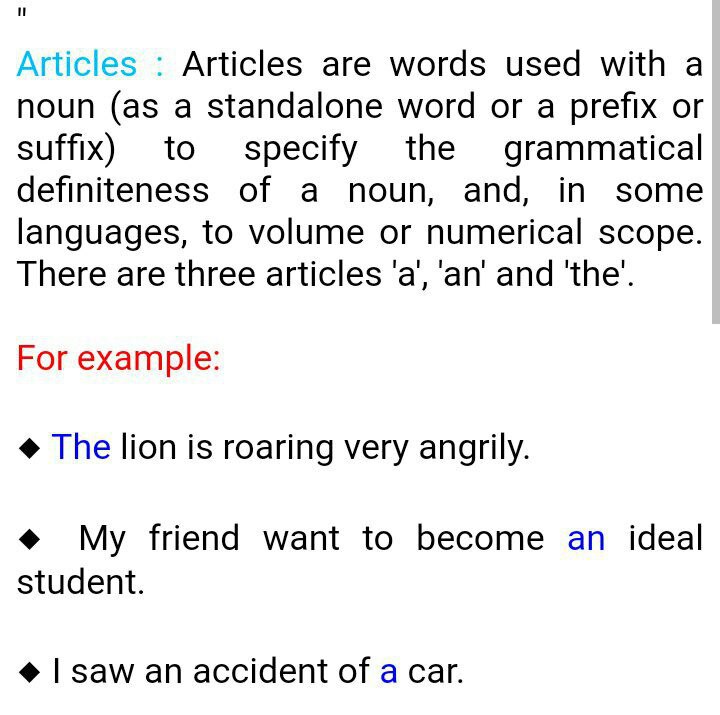 "
Articles : Articles are words used with a
noun (as a standalone word or a prefix or
suffix) to specify the grammatical
definiteness of a noun, and, in some
languages, to volume or numerical scope.
There are three articles 'a', 'an' and 'the'.
For example:
◆ The lion is roaring very angrily.
◆ My friend want to become an ideal
student.
◆ I saw an accident of a car.